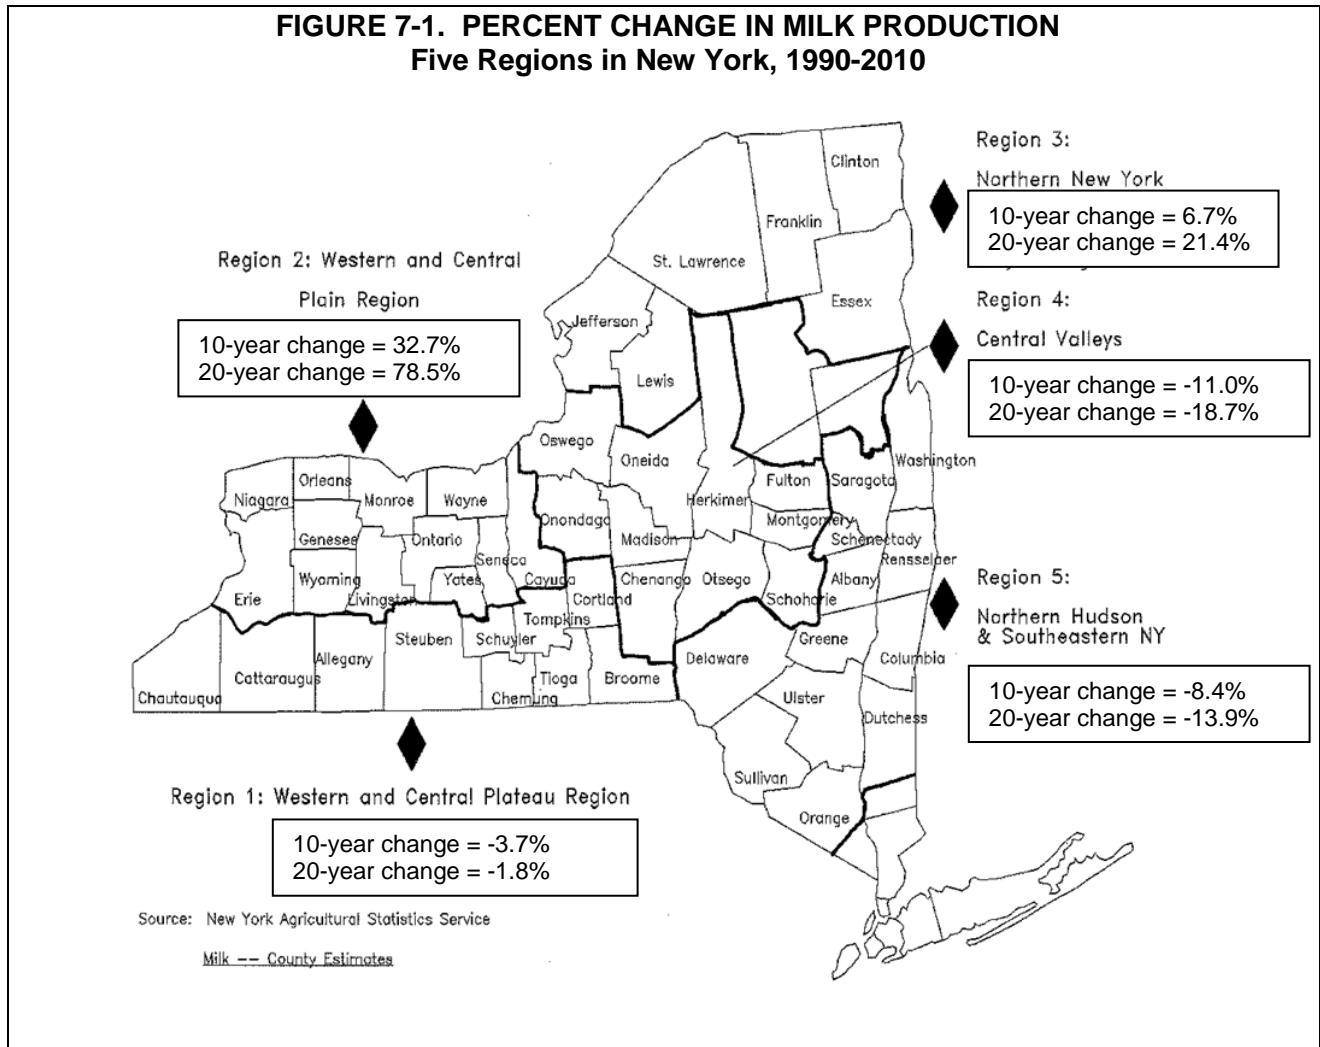 FIGURE 7-1. PERCENT CHANGE IN MILK PRODUCTION
Five Regions in New York, 1990-2010
Region 3:
Northern New York
10-year change = 6.7%
20-year change = 21.4%
Region 2: Western and Central
Plain Region
10-year change = 32.7%
20-year change = 78.5%
Region 4:
Central Valleys
10-year change = -11.0%
20-year change = -18.7%
Clinton
Franklin
St. Lawrence
Essex
Jefferson
Lewis
Oswego
Oneida
Washington
Orleans
Niagara
Monroe
Wayne
Herkimer
Fulton
Saratoga
Genesee
Ontario
Onondaga
Madison
Montgomery
Schenectady
Seneca
Rensselaer
Wyoming
Yates
Cayuga
Chenango
Otsego
Albany
Erie
Livingston
Cortland
Schoharie
Tompkins
Steuben
Schuyler
Greene
Allegany
Delaware
Columbia
Cattaraugus
Tioga
Broome
Chautauqua
Chemung
Ulster
Dutchess
Sullivan
Orange
Region 5:
Northern Hudson
& Southeastern NY
10-year change = -8.4%
20-year change = -13.9%
Region 1: Western and Central Plateau Region
10-year change = -3.7%
20-year change = -1.8%
Source: New York Agricultural Statistics Service
Milk -- County Estimates